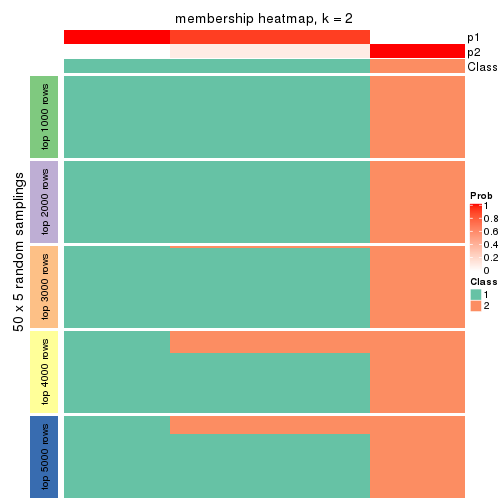 membership heatmap, k = 2
p1
p2
Class
50 x 5 random samplings
top 1000 rows
top 2000 rows
top 3000 rows
top 4000 rows
top 5000 rows
Prob
1
0.8
0.6
0.4
0.2
0
Class
1
2